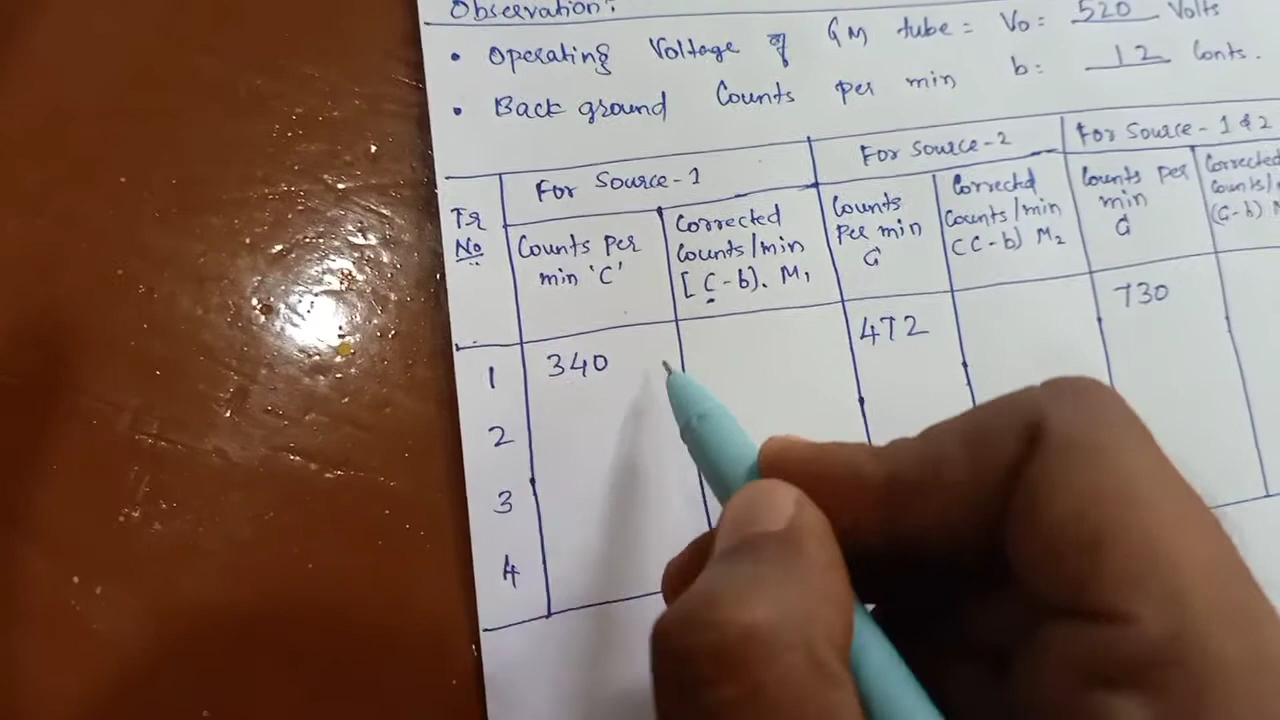 Observation:
• Operating Voltage of GM tube = V0: 520 Volts
• Back ground Counts per min b: 12 Conts.
Tr No
For Source-1
For Source-2
For Source-1 & 2
Counts per min 'C'
Corrected Counts/min [C-b). M1
Counts Per min C
Corrected Counts/min (C-b) M2
Counts per min C
Corrected Counts/
(C-b)
1 340 472 730
2
3
4